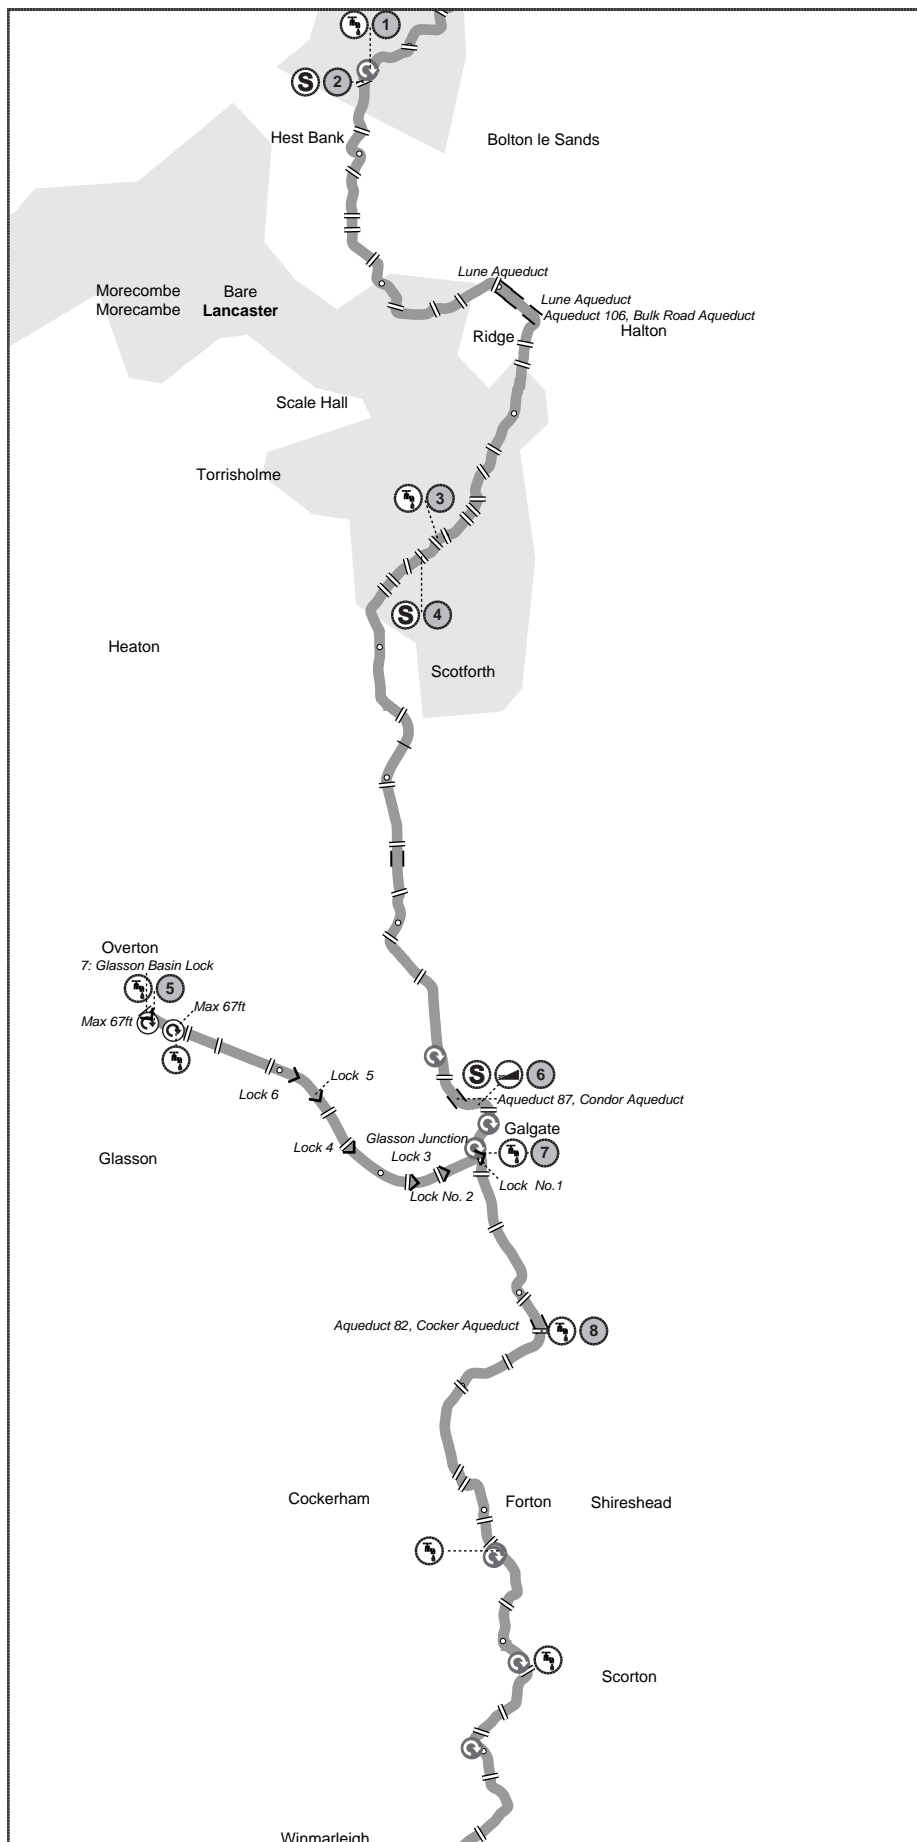 1
S 2
Hest Bank
Bolton le Sands
Lune Aqueduct
Morecombe
Bare
Lune Aqueduct
Morecambe
Lancaster
Aqueduct 106, Bulk Road Aqueduct
Halton
Ridge
Scale Hall
Torrisholme
3
S 4
Heaton
Scotforth
Overton
7: Glasson Basin Lock
5
Max 67ft
Max 67ft
S 6
Lock 5
Lock 6
Aqueduct 87, Condor Aqueduct
Galgate
Glasson Junction
Lock 4
7
Lock 3
Glasson
Lock No.1
Lock No. 2
Aqueduct 82, Cocker Aqueduct
8
Cockerham
Forton
Shireshead
Scorton
Winmarleigh